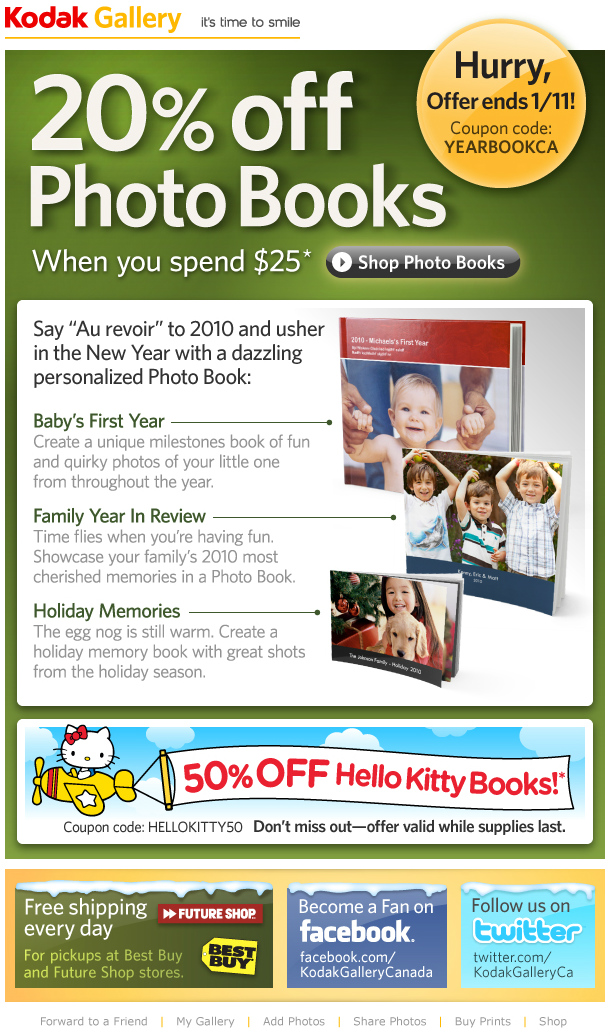 Kodak Gallery it's time to smile
Hurry,
Offer ends 1/11!
Coupon code:
YEARBOOKCA
20% off
Photo Books
When you spend $25*
Shop Photo Books
Say “Au revoir” to 2010 and usher
in the New Year with a dazzling
personalized Photo Book:
Baby's First Year
Create a unique milestones book of fun
and quirky photos of your little one
from throughout the year.
Family Year In Review
Time flies when you're having fun.
Showcase your family's 2010 most
cherished memories in a Photo Book.
Holiday Memories
The egg nog is still warm. Create a
holiday memory book with great shots
from the holiday season.
2010 - Michaels's First Year
Kenny, Eric &
2010
The Johnson Family - Holiday 2010
50% OFF Hello Kitty Books!*
Coupon code: HELLOKITTY50 Don't miss out—offer valid while supplies last.
Free shipping
every day
FUTURE SHOP
For pickups at Best Buy
and Future Shop stores.
BEST
BUY
Become a Fan on
facebook.
facebook.com/
KodakGalleryCanada
Follow us on
twitter
twitter.com/
KodakGalleryCa
Forward to a Friend | My Gallery | Add Photos | Share Photos | Buy Prints | Shop